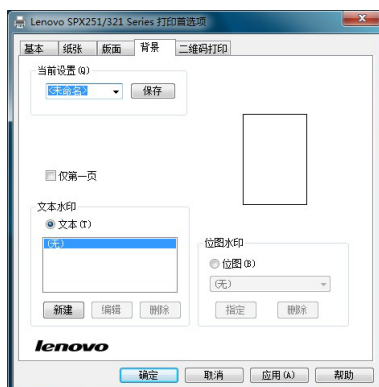 Lenovo SPX251/321 Series 打印首选项
基本 纸张 版面 背景 二维码打印
当前设置(Q)
<未命名> 保存
仅第一页
文本水印
文本(T)
(无)
新建 编辑 删除
位图水印
位图(B)
(无)
指定 删除
lenovo
确定 取消 应用(A) 帮助